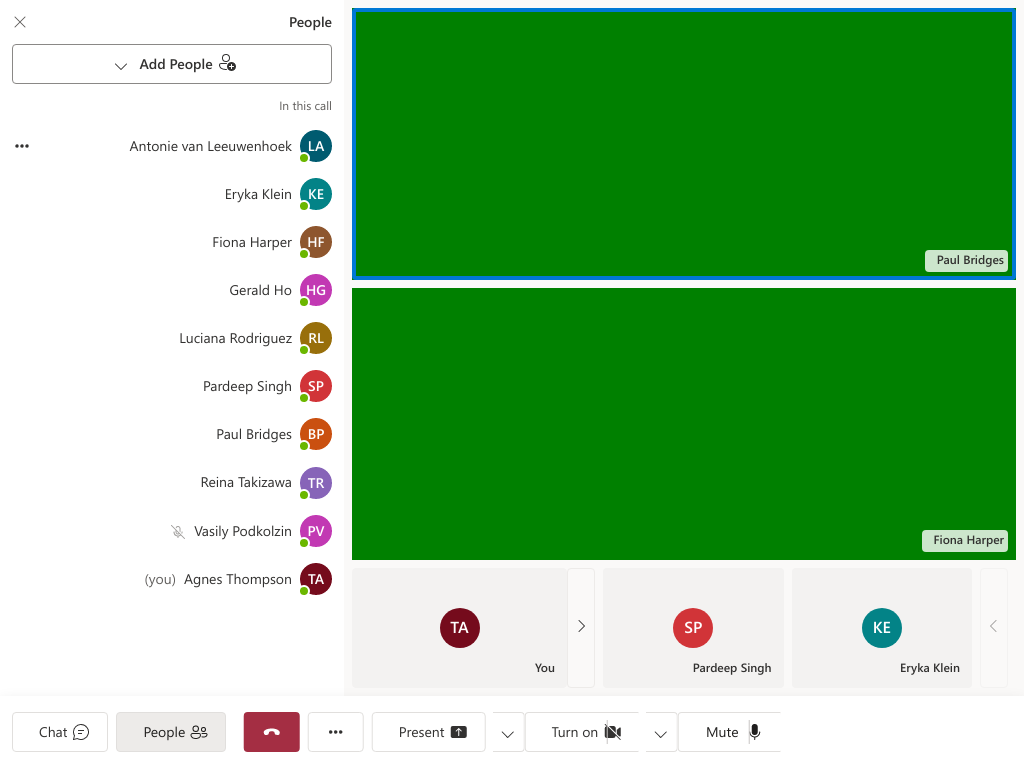 People
Add People
In this call
Antonie van Leeuwenhoek LA
Eryka Klein KE
Fiona Harper HF
Gerald Ho HG
Luciana Rodriguez RL
Pardeep Singh SP
Paul Bridges BP
Reina Takizawa TR
Vasily Podkolzin PV
(you) Agnes Thompson TA
Paul Bridges
Fiona Harper
TA
You
SP
Pardeep Singh
KE
Eryka Klein
Chat
People
Present
Turn on
Mute